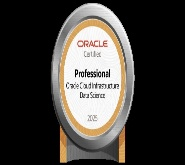 ORACLE
Certified
Professional
Oracle Cloud Infrastructure
Data Science
2025